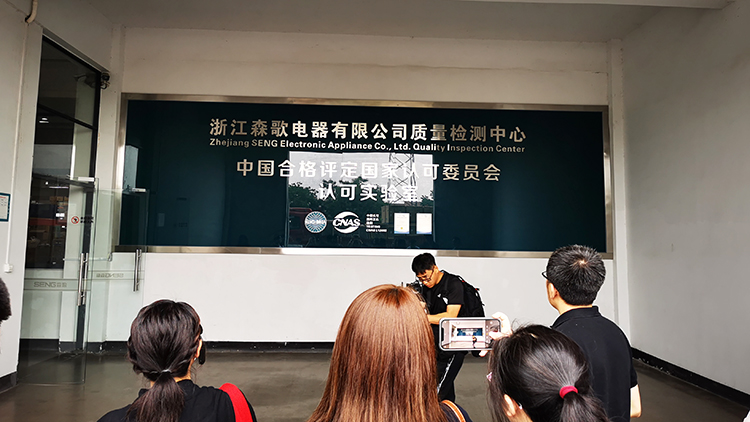 浙江森歌电器有限公司质量检测中心
Zhejiang SENG Electronic Appliance Co., Ltd. Quality Inspection Center
中国合格评定国家认可委员会
认可实验室
CNAS
SENG